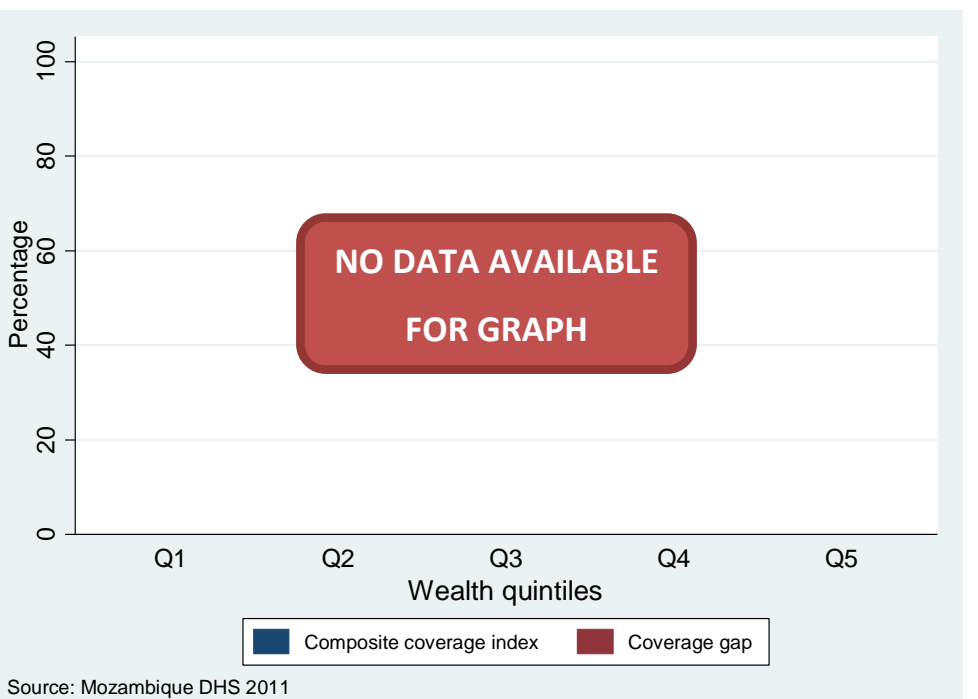 100
80
60
40
20
0
Percentage
NO DATA AVAILABLE
FOR GRAPH
Q1 Q2 Q3 Q4 Q5
Wealth quintiles
Composite coverage index Coverage gap
Source: Mozambique DHS 2011